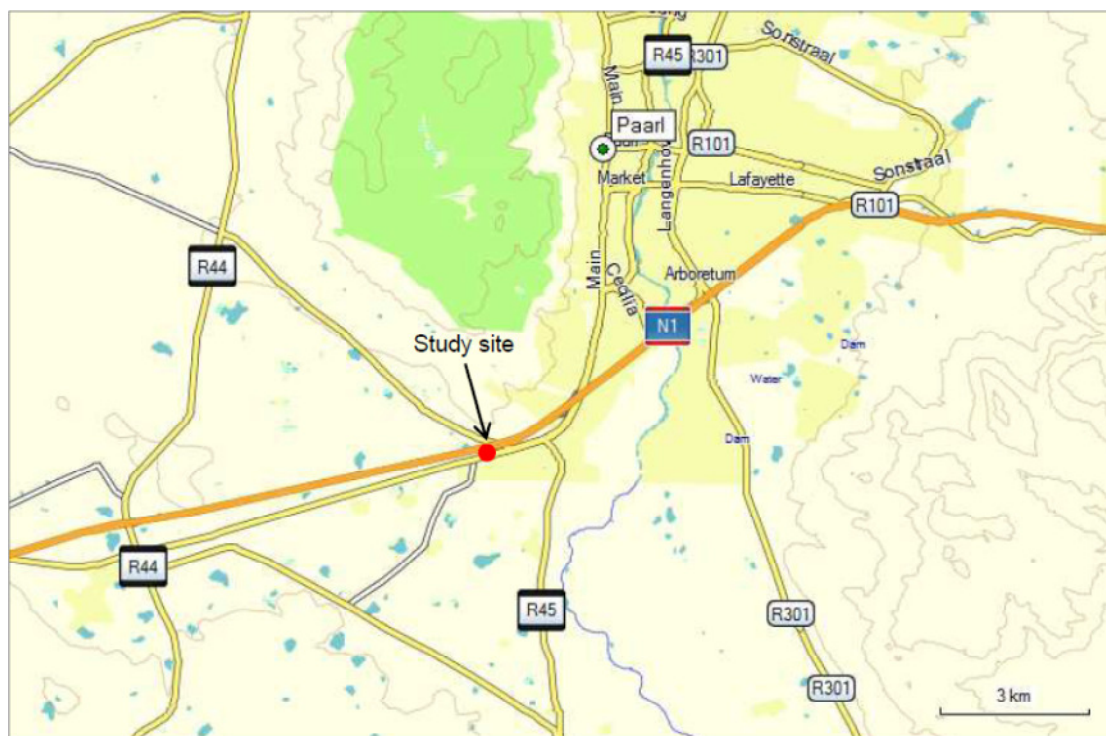 Sonstraal
R45
R301
Main
Paarl
R101
Sonstraal
Market
Langenhov
Lafayette
R101
R44
Main
Cecilia
Arboretum
N1
Study site
Dam
Water
Dam
R44
R45
R301
R301
3 km